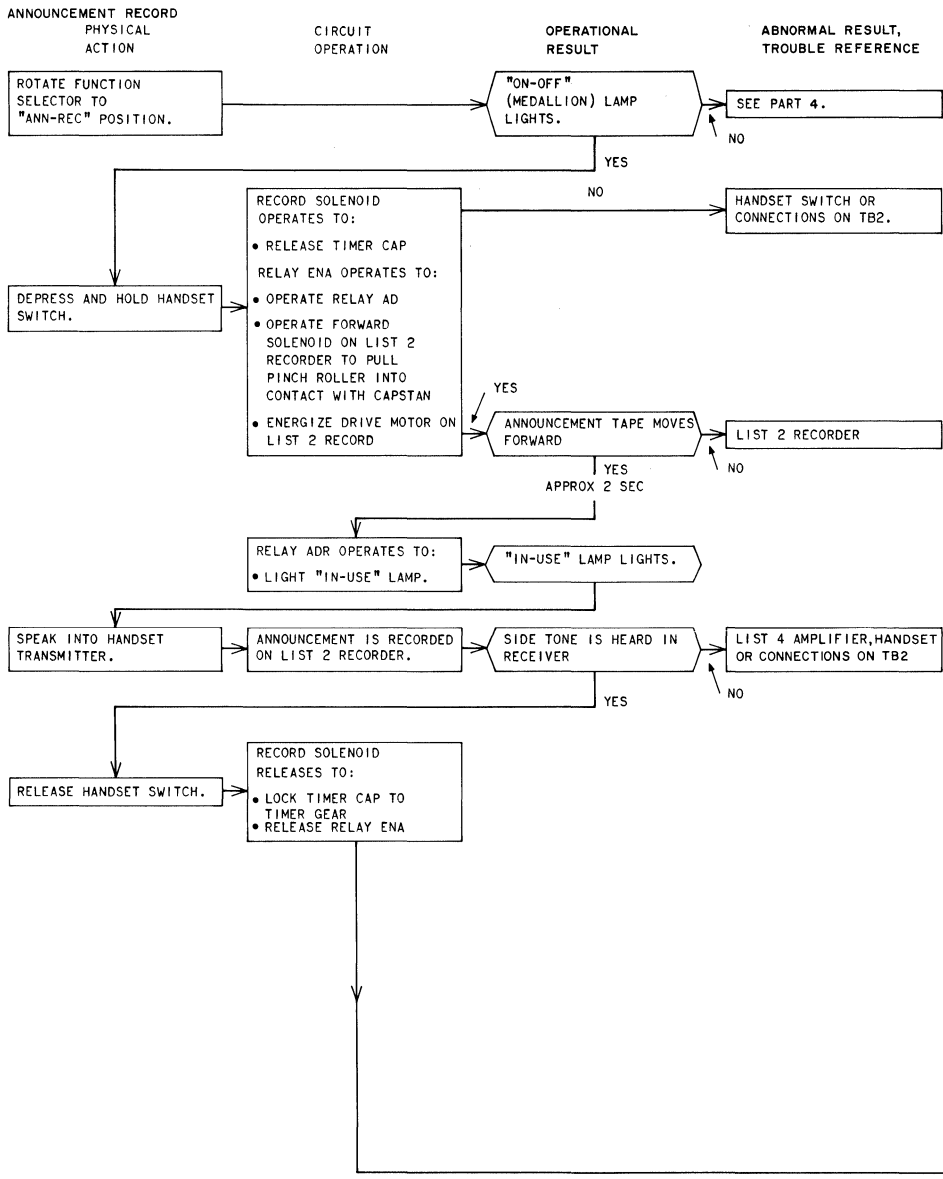 ANNOUNCEMENT RECORD
PHYSICAL
ACTION
CIRCUIT
OPERATION
OPERATIONAL
RESULT
ABNORMAL RESULT,
TROUBLE REFERENCE
ROTATE FUNCTION
SELECTOR TO
"ANN-REC" POSITION.
"ON-OFF"
(MEDALLION) LAMP
LIGHTS.
SEE PART 4.
NO
YES
DEPRESS AND HOLD HANDSET
SWITCH.
RECORD SOLENOID
OPERATES TO:
• RELEASE TIMER CAP
RELAY ENA OPERATES TO:
• OPERATE RELAY AD
• OPERATE FORWARD
SOLENOID ON LIST 2
RECORDER TO PULL
PINCH ROLLER INTO
CONTACT WITH CAPSTAN
• ENERGIZE DRIVE MOTOR ON
LIST 2 RECORD
NO
HANDSET SWITCH OR
CONNECTIONS ON TB2.
YES
ANNOUNCEMENT TAPE MOVES
FORWARD
LIST 2 RECORDER
NO
YES
APPROX 2 SEC
RELAY ADR OPERATES TO:
• LIGHT "IN-USE" LAMP.
"IN-USE" LAMP LIGHTS.
SPEAK INTO HANDSET
TRANSMITTER.
ANNOUNCEMENT IS RECORDED
ON LIST 2 RECORDER.
SIDE TONE IS HEARD IN
RECEIVER
LIST 4 AMPLIFIER,HANDSET
OR CONNECTIONS ON TB2
NO
YES
RELEASE HANDSET SWITCH.
RECORD SOLENOID
RELEASES TO:
• LOCK TIMER CAP TO
TIMER GEAR
• RELEASE RELAY ENA